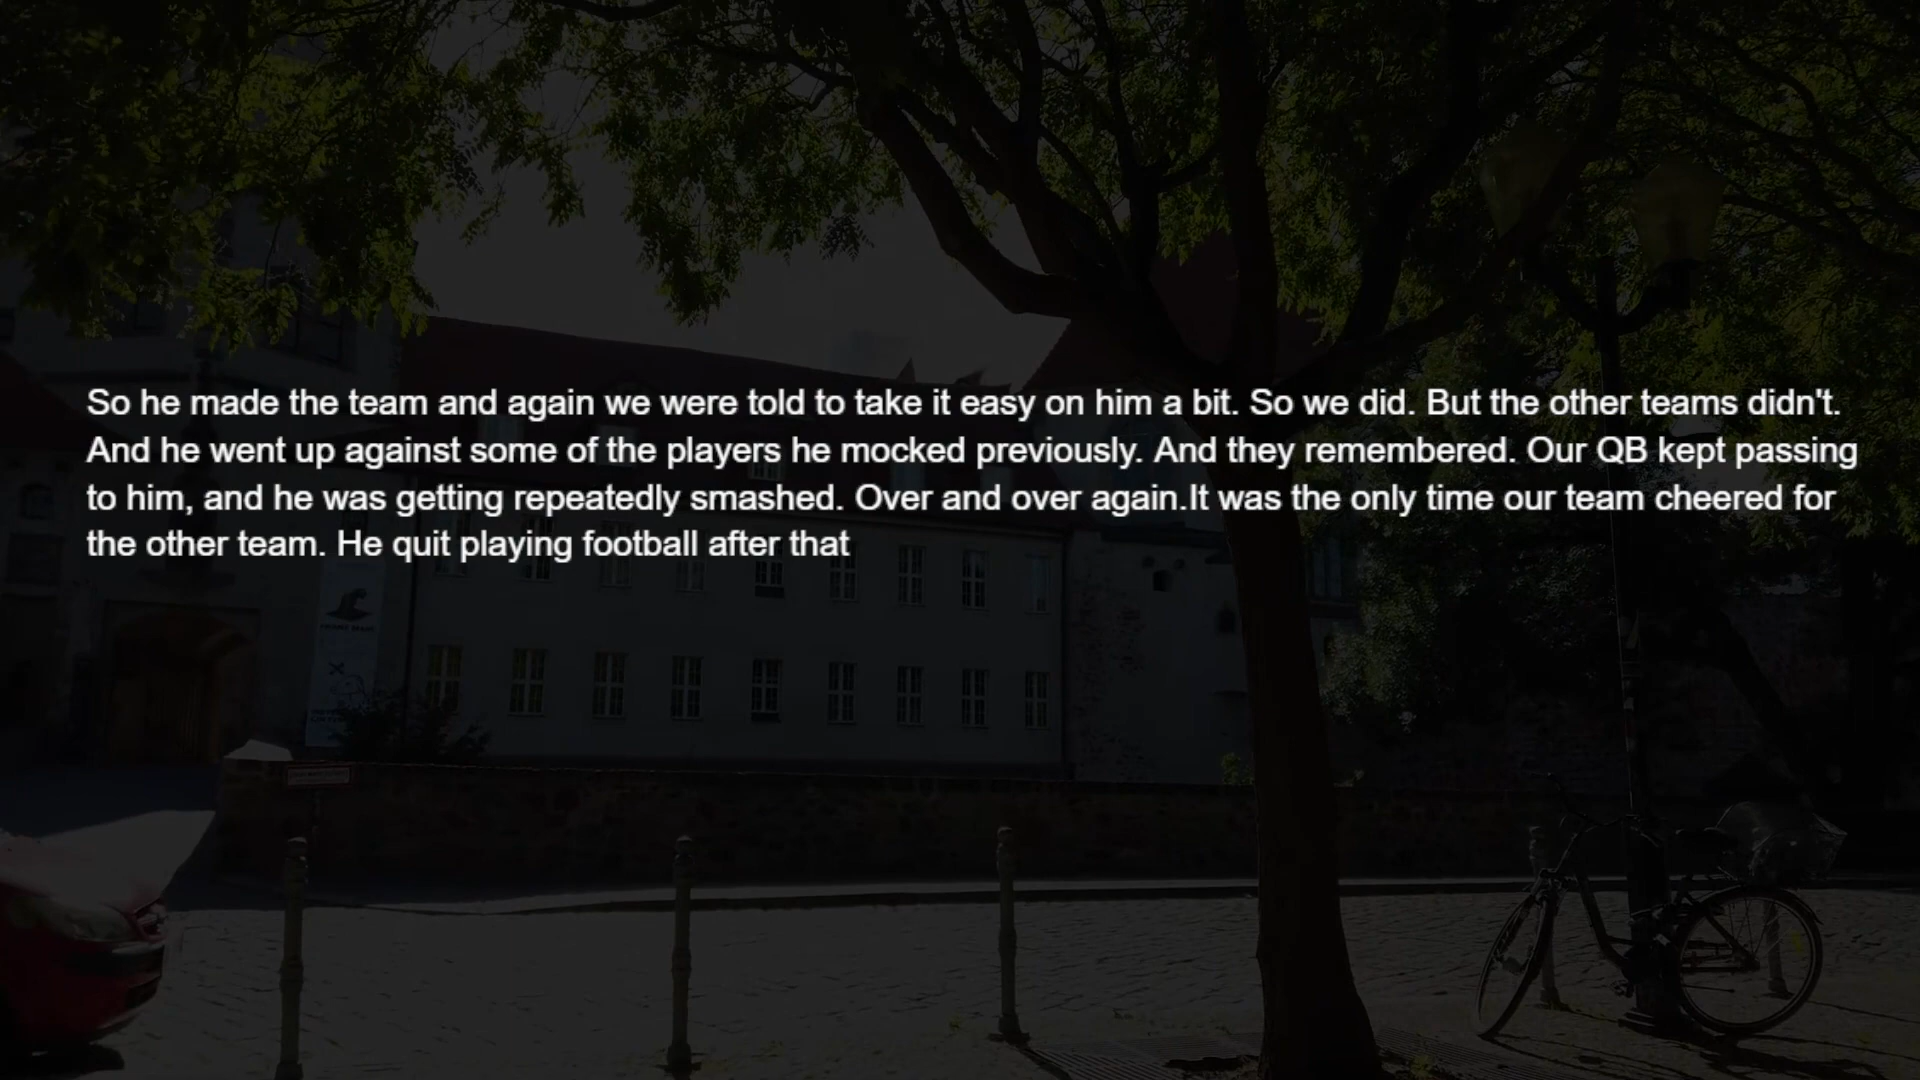 So he made the team and again we were told to take it easy on him a bit. So we did. But the other teams didn't.
And he went up against some of the players he mocked previously. And they remembered. Our QB kept passing
to him, and he was getting repeatedly smashed. Over and over again.It was the only time our team cheered for
the other team. He quit playing football after that